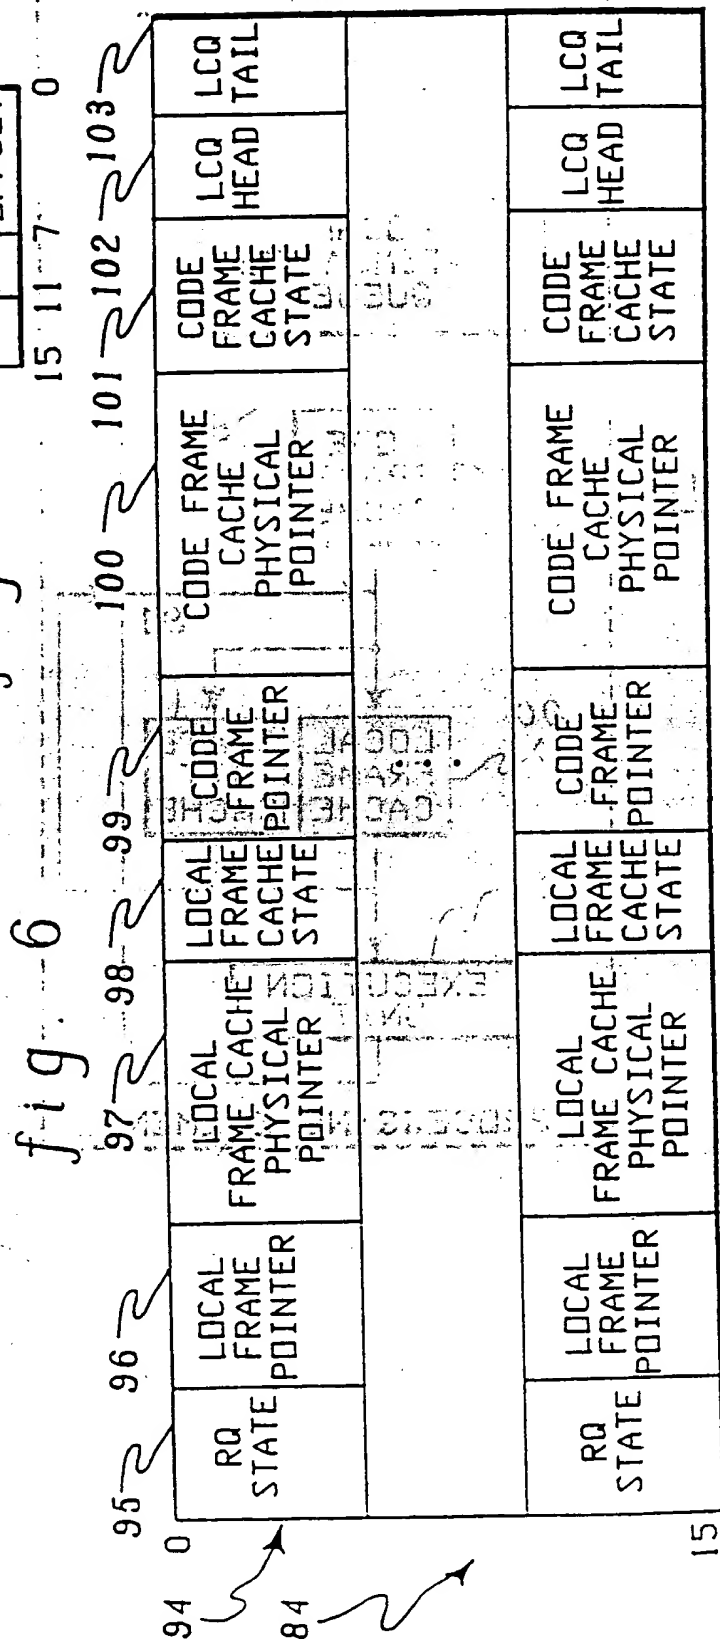 fig. 6
15 11 7 0
95 96 97 98 99 100 101 102 103
94
84
0
RQ
STATE
LOCAL
FRAME
POINTER
LOCAL
FRAME CACHE
PHYSICAL
POINTER
LOCAL
FRAME
CACHE
STATE
CODE
FRAME
POINTER
CODE FRAME
CACHE
PHYSICAL
POINTER
CODE
FRAME
CACHE
STATE
LCQ
HEAD
LCQ
TAIL
15
RQ
STATE
LOCAL
FRAME
POINTER
LOCAL
FRAME CACHE
PHYSICAL
POINTER
LOCAL
FRAME
CACHE
STATE
CODE
FRAME
POINTER
CODE FRAME
CACHE
PHYSICAL
POINTER
CODE
FRAME
CACHE
STATE
LCQ
HEAD
LCQ
TAIL
LOCAL
FRAME
CACHE
EXECUTION